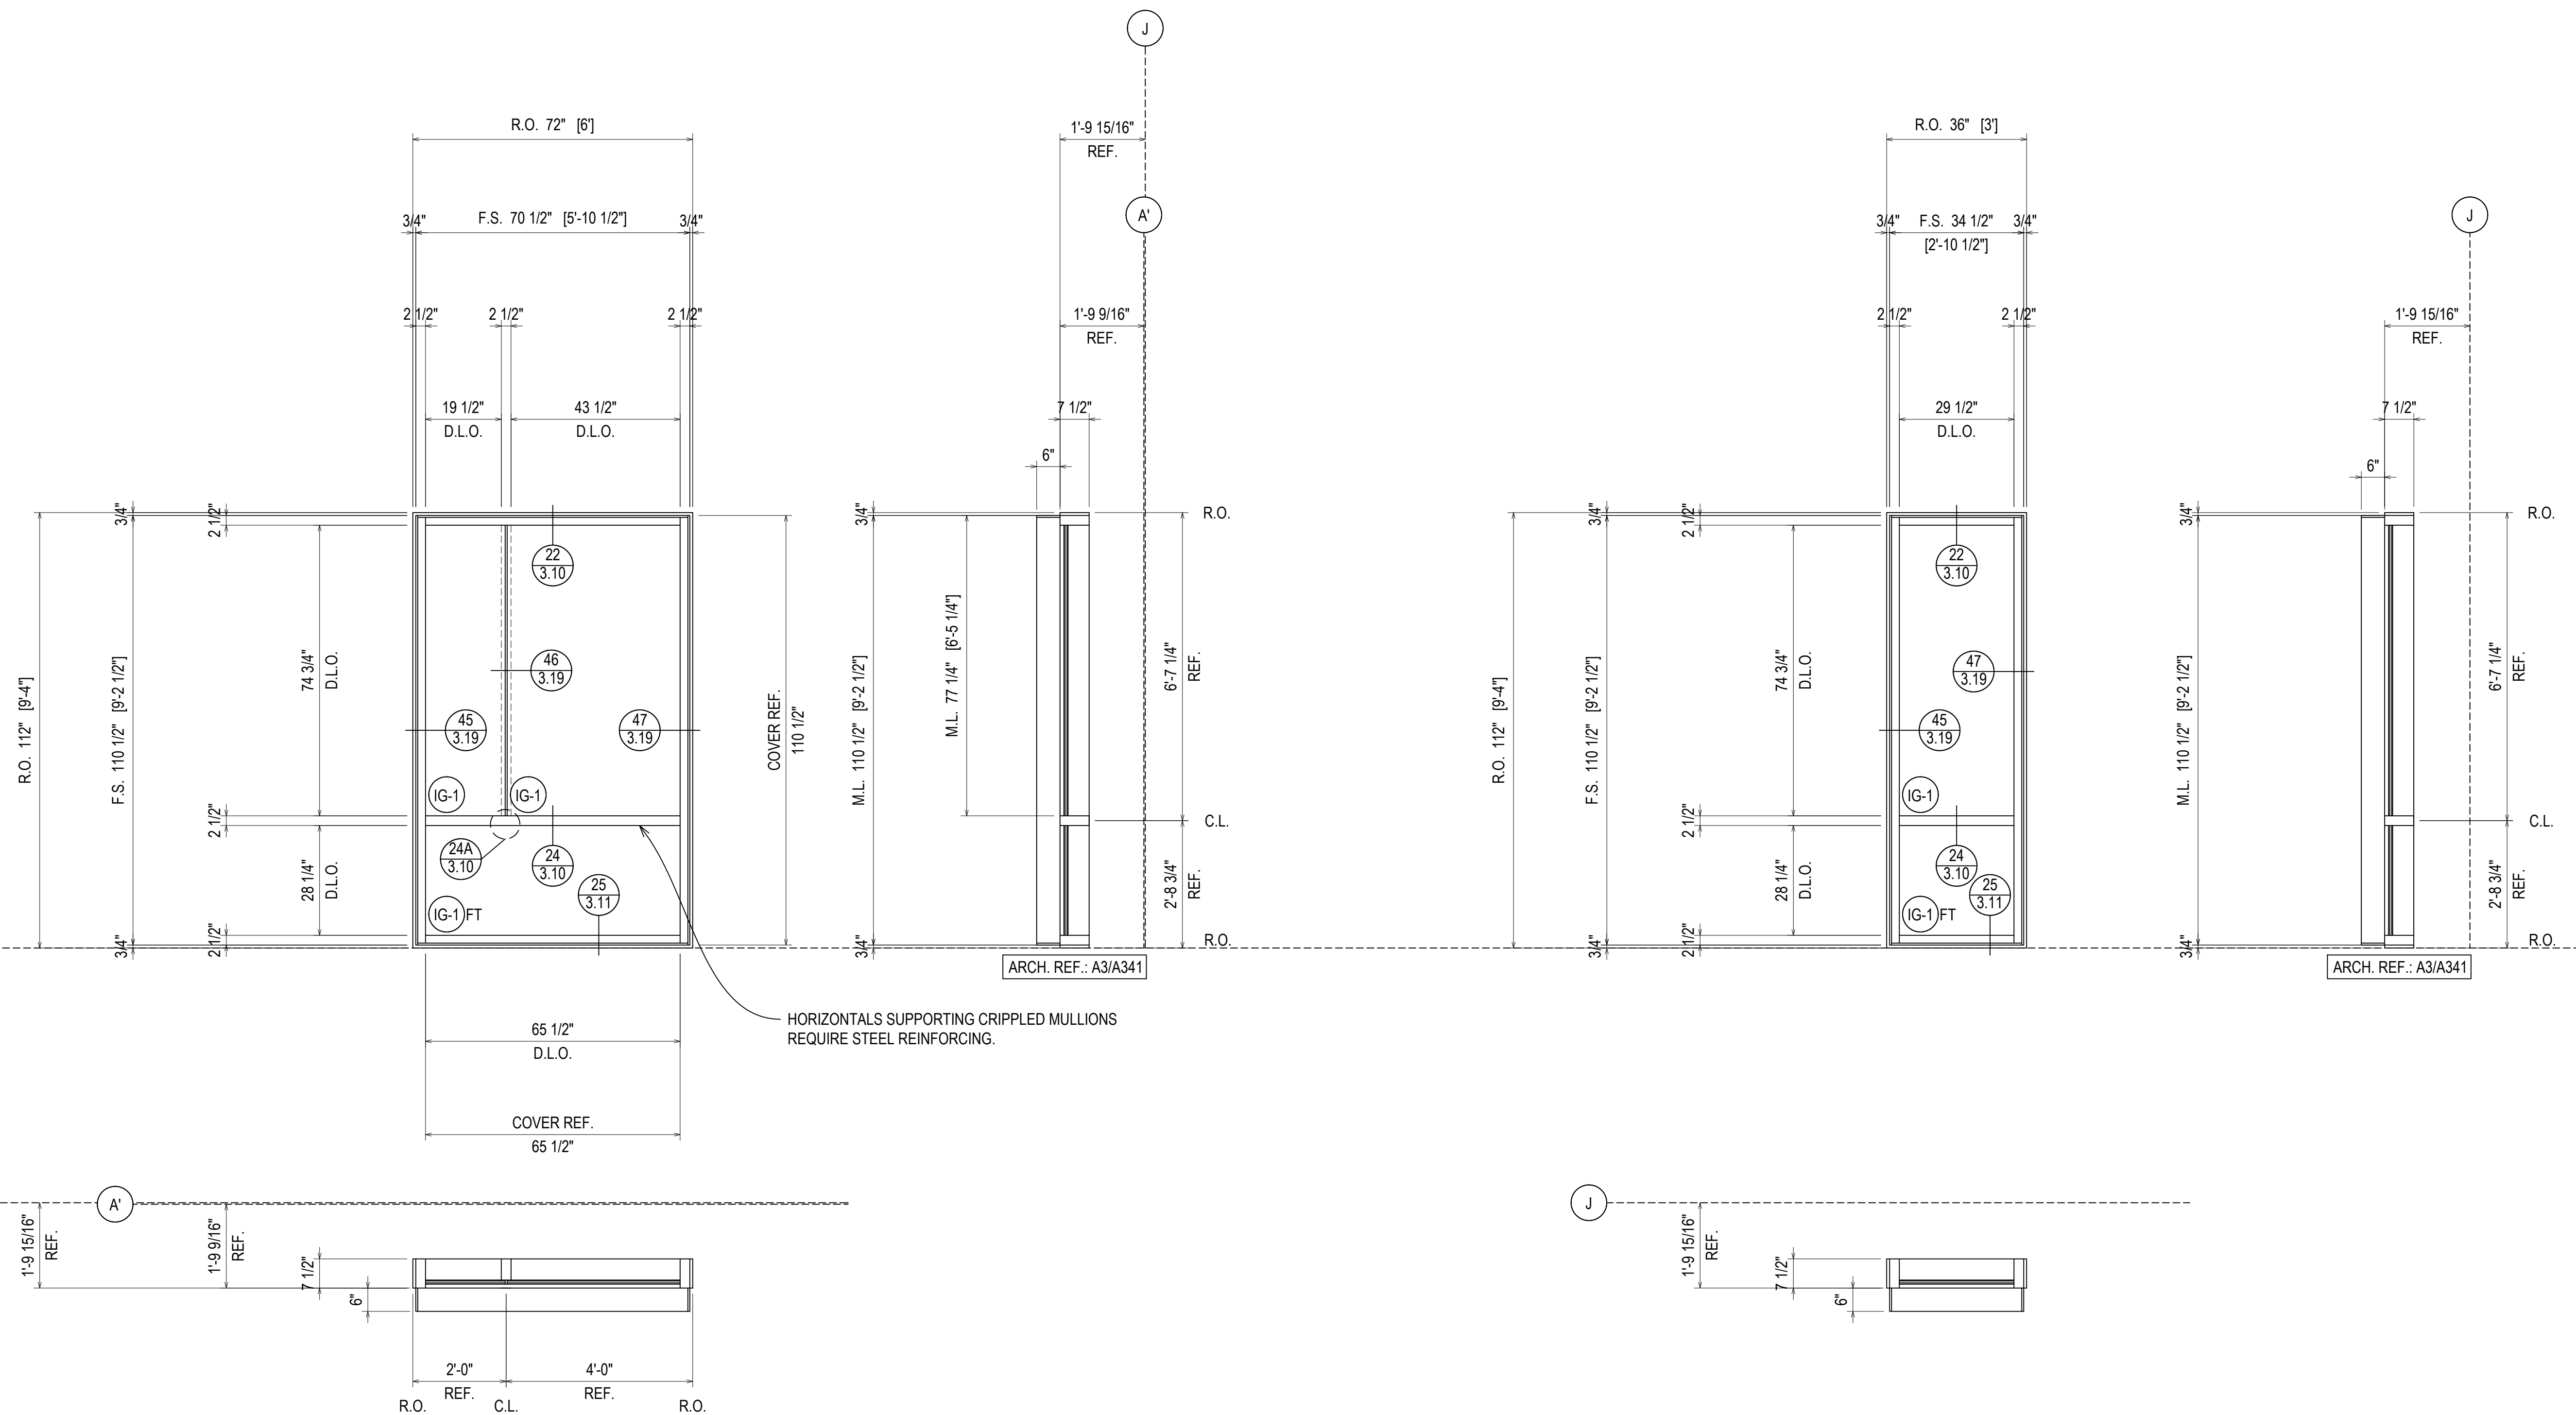 J
R.O. 72" [6']
1'-9 15/16"
REF.
R.O. 36" [3']
3/4"
F.S. 70 1/2" [5'-10 1/2"]
3/4"
A'
3/4"
F.S. 34 1/2"
3/4"
[2'-10 1/2"]
J
2 1/2"
2 1/2"
2 1/2"
1'-9 9/16"
REF.
2 1/2"
2 1/2"
1'-9 15/16"
REF.
19 1/2"
D.L.O.
43 1/2"
D.L.O.
7 1/2"
29 1/2"
D.L.O.
7 1/2"
6"
6"
R.O. 112" [9'-4"]
3/4"
F.S. 110 1/2" [9'-2 1/2"]
3/4"
2 1/2"
74 3/4"
D.L.O.
2 1/2"
28 1/4"
D.L.O.
2 1/2"
22
3.10
46
3.19
45
3.19
47
3.19
IG-1
IG-1
24A
3.10
24
3.10
25
3.11
IG-1 FT
COVER REF.
110 1/2"
3/4"
M.L. 110 1/2" [9'-2 1/2"]
3/4"
M.L. 77 1/4" [6'-5 1/4"]
R.O.
6'-7 1/4"
REF.
C.L.
2'-8 3/4"
REF.
R.O.
ARCH. REF.: A3/A341
R.O. 112" [9'-4"]
3/4"
F.S. 110 1/2" [9'-2 1/2"]
3/4"
2 1/2"
74 3/4"
D.L.O.
2 1/2"
28 1/4"
D.L.O.
2 1/2"
22
3.10
47
3.19
45
3.19
IG-1
24
3.10
25
3.11
IG-1 FT
3/4"
M.L. 110 1/2" [9'-2 1/2"]
3/4"
R.O.
6'-7 1/4"
REF.
C.L.
2'-8 3/4"
REF.
R.O.
ARCH. REF.: A3/A341
HORIZONTALS SUPPORTING CRIPPLED MULLIONS
REQUIRE STEEL REINFORCING.
65 1/2"
D.L.O.
COVER REF.
65 1/2"
A'
1'-9 15/16"
REF.
1'-9 9/16"
REF.
7 1/2"
6"
2'-0"
REF.
4'-0"
REF.
R.O.
C.L.
R.O.
J
1'-9 15/16"
REF.
7 1/2"
6"